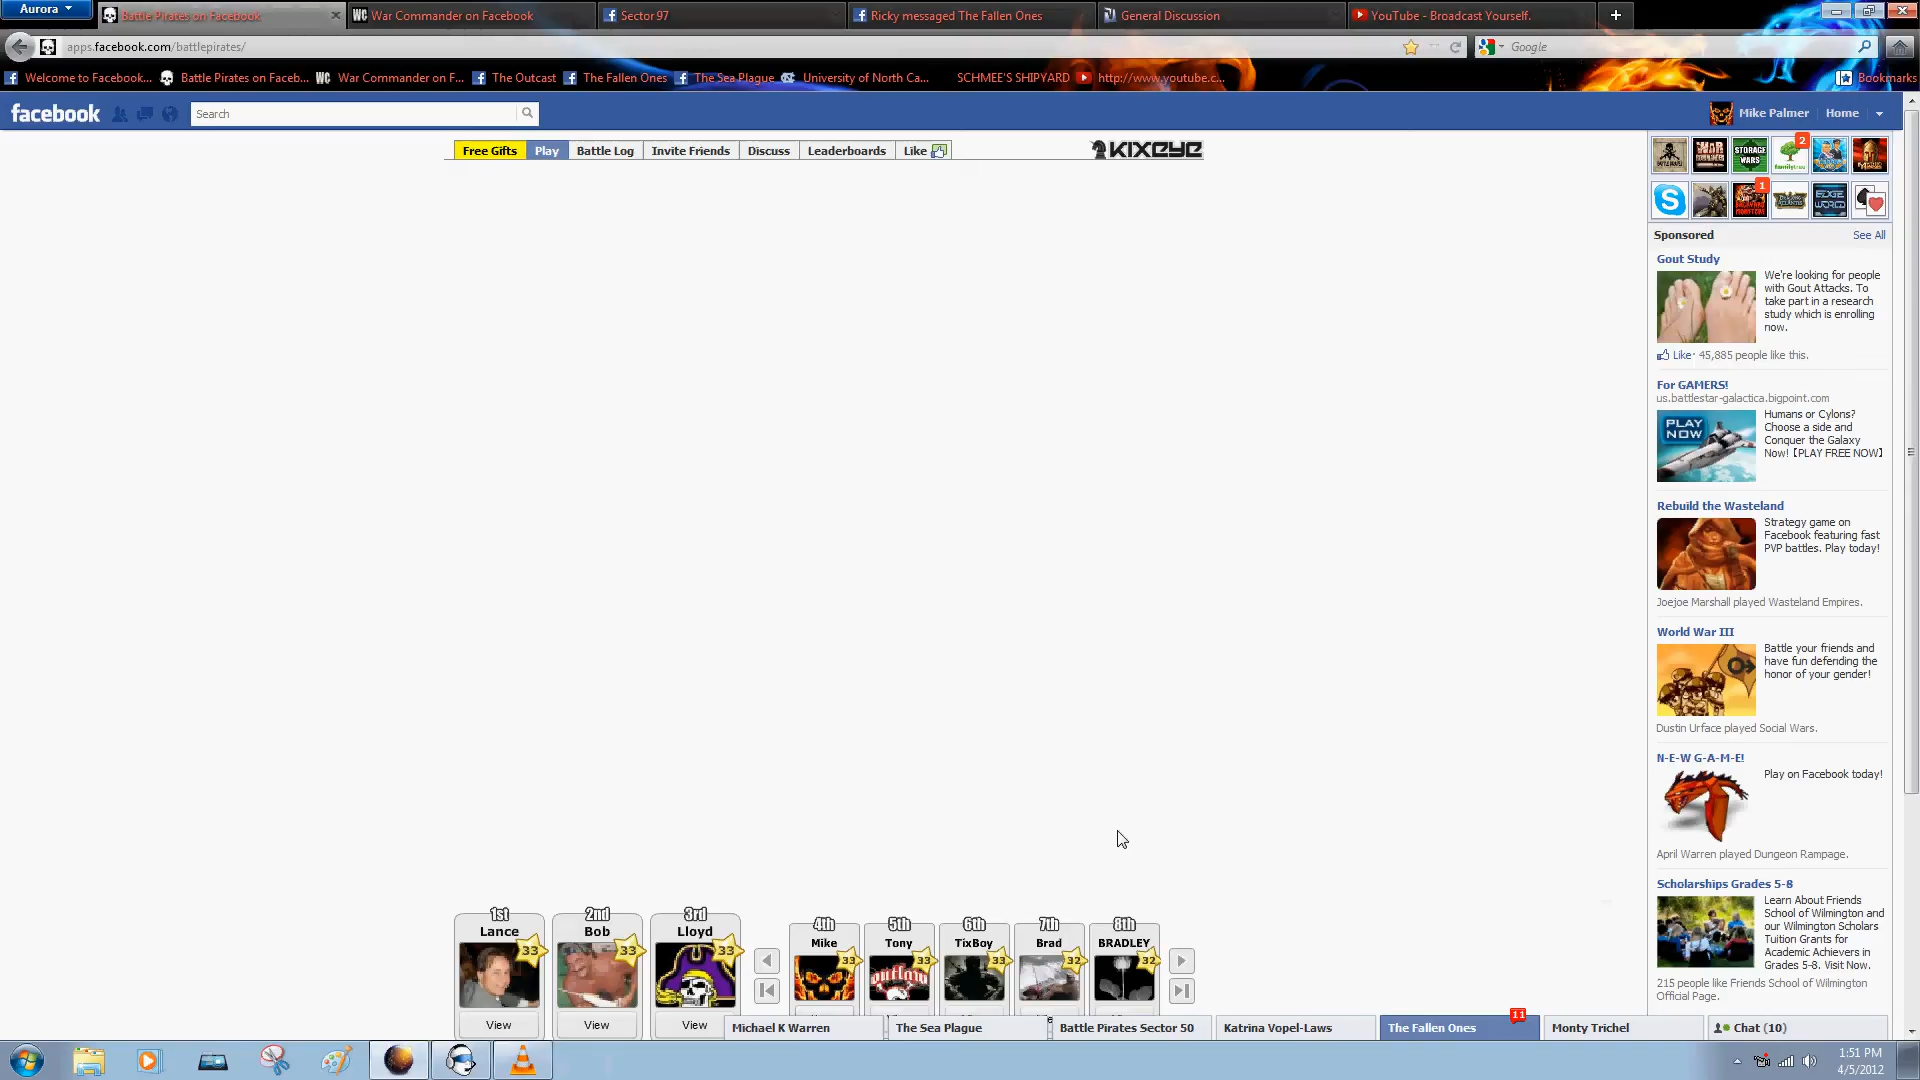 Aurora
Battle Pirates on Facebook
War Commander on Facebook
Sector 97
Ricky messaged The Fallen Ones
General Discussion
YouTube - Broadcast Yourself.
apps.facebook.com/battlepirates/
Google
Welcome to Facebook...
Battle Pirates on Faceb...
War Commander on F...
The Outcast
The Fallen Ones
The Sea Plague
University of North Ca...
SCHMEE'S SHIPYARD
http://www.youtube.c...
Bookmarks
facebook
Search
Mike Palmer
Home
Free Gifts
Play
Battle Log
Invite Friends
Discuss
Leaderboards
Like
KIXEYE
WAR
STORAGE WARS
familytree
2
1
EDGE WORLD
Sponsored
See All
Gout Study
We're looking for people
with Gout Attacks. To
take part in a research
study which is enrolling
now.
Like · 45,885 people like this.
For GAMERS!
us.battlestar-galactica.bigpoint.com
PLAY NOW
Humans or Cylons?
Choose a side and
Conquer the Galaxy
Now! 【PLAY FREE NOW】
Rebuild the Wasteland
Strategy game on
Facebook featuring fast
PVP battles. Play today!
Joejoe Marshall played Wasteland Empires.
World War III
Battle your friends and
have fun defending the
honor of your gender!
Dustin Urface played Social Wars.
N-E-W G-A-M-E!
Play on Facebook today!
April Warren played Dungeon Rampage.
Scholarships Grades 5-8
Learn About Friends
School of Wilmington and
our Wilmington Scholars
Tuition Grants for
Academic Achievers in
Grades 5-8. Visit Now.
215 people like Friends School of Wilmington
Official Page.
1st
Lance
33
View
2nd
Bob
33
View
3rd
Lloyd
33
View
4th
Mike
33
5th
Tony
33
outlaw
6th
TixBoy
33
7th
Brad
32
8th
BRADLEY
32
Michael K Warren
The Sea Plague
Battle Pirates Sector 50
Katrina Vopel-Laws
The Fallen Ones
11
Monty Trichel
Chat (10)
1:51 PM
4/5/2012